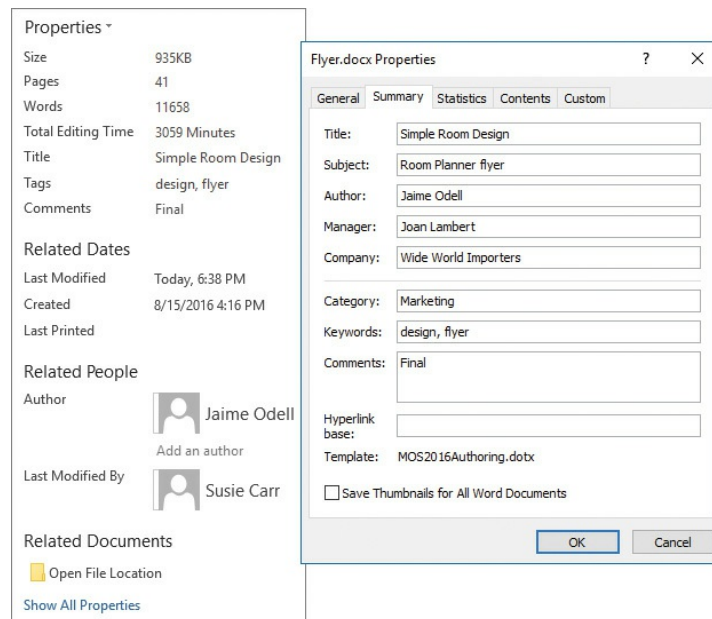 Properties
Size 935KB
Pages 41
Words 11658
Total Editing Time 3059 Minutes
Title Simple Room Design
Tags design, flyer
Comments Final
Related Dates
Last Modified Today, 6:38 PM
Created 8/15/2016 4:16 PM
Last Printed
Related People
Author Jaime Odell
Add an author
Last Modified By Susie Carr
Related Documents
Open File Location
Show All Properties
Flyer.docx Properties ? X
General Summary Statistics Contents Custom
Title: Simple Room Design
Subject: Room Planner flyer
Author: Jaime Odell
Manager: Joan Lambert
Company: Wide World Importers
Category: Marketing
Keywords: design, flyer
Comments: Final
Hyperlink
base:
Template: MOS2016Authoring.dotx
Save Thumbnails for All Word Documents
OK Cancel